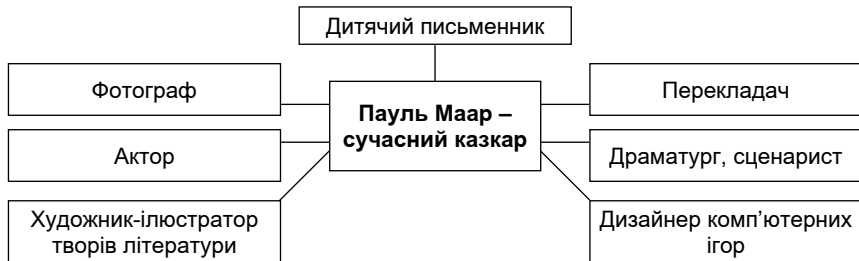 Дитячий письменник
Фотограф
Пауль Маар –
сучасний казкар
Перекладач
Актор
Драматург, сценарист
Художник-ілюстратор
творів літератури
Дизайнер комп’ютерних
ігор